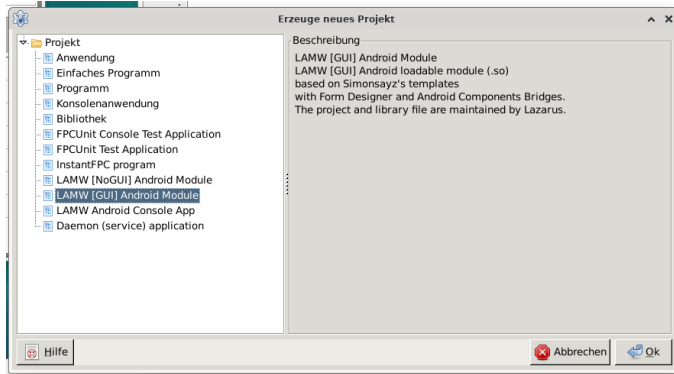 Erzeuge neues Projekt
Projekt
Anwendung
Einfaches Programm
Programm
Konsolenanwendung
Bibliothek
FPCUnit Console Test Application
FPCUnit Test Application
InstantFPC program
LAMW [NoGUI] Android Module
LAMW [GUI] Android Module
LAMW Android Console App
Daemon (service) application
Beschreibung
LAMW [GUI] Android Module
LAMW [GUI] Android loadable module (.so)
based on Simonsayz's templates
with Form Designer and Android Components Bridges.
The project and library file are maintained by Lazarus.
Hilfe
Abbrechen
Ok